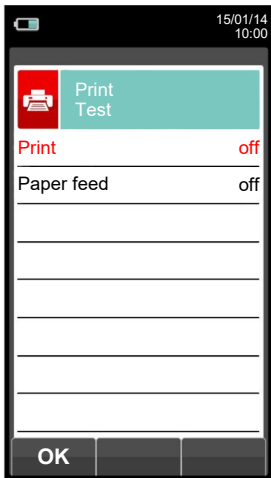 15/01/14
10:00
Print
Test
Print off
Paper feed off
OK